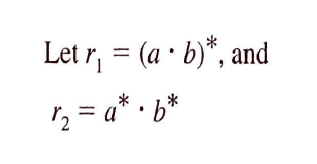 Let r₁ = (a · b)*, and
r₂ = a* · b*